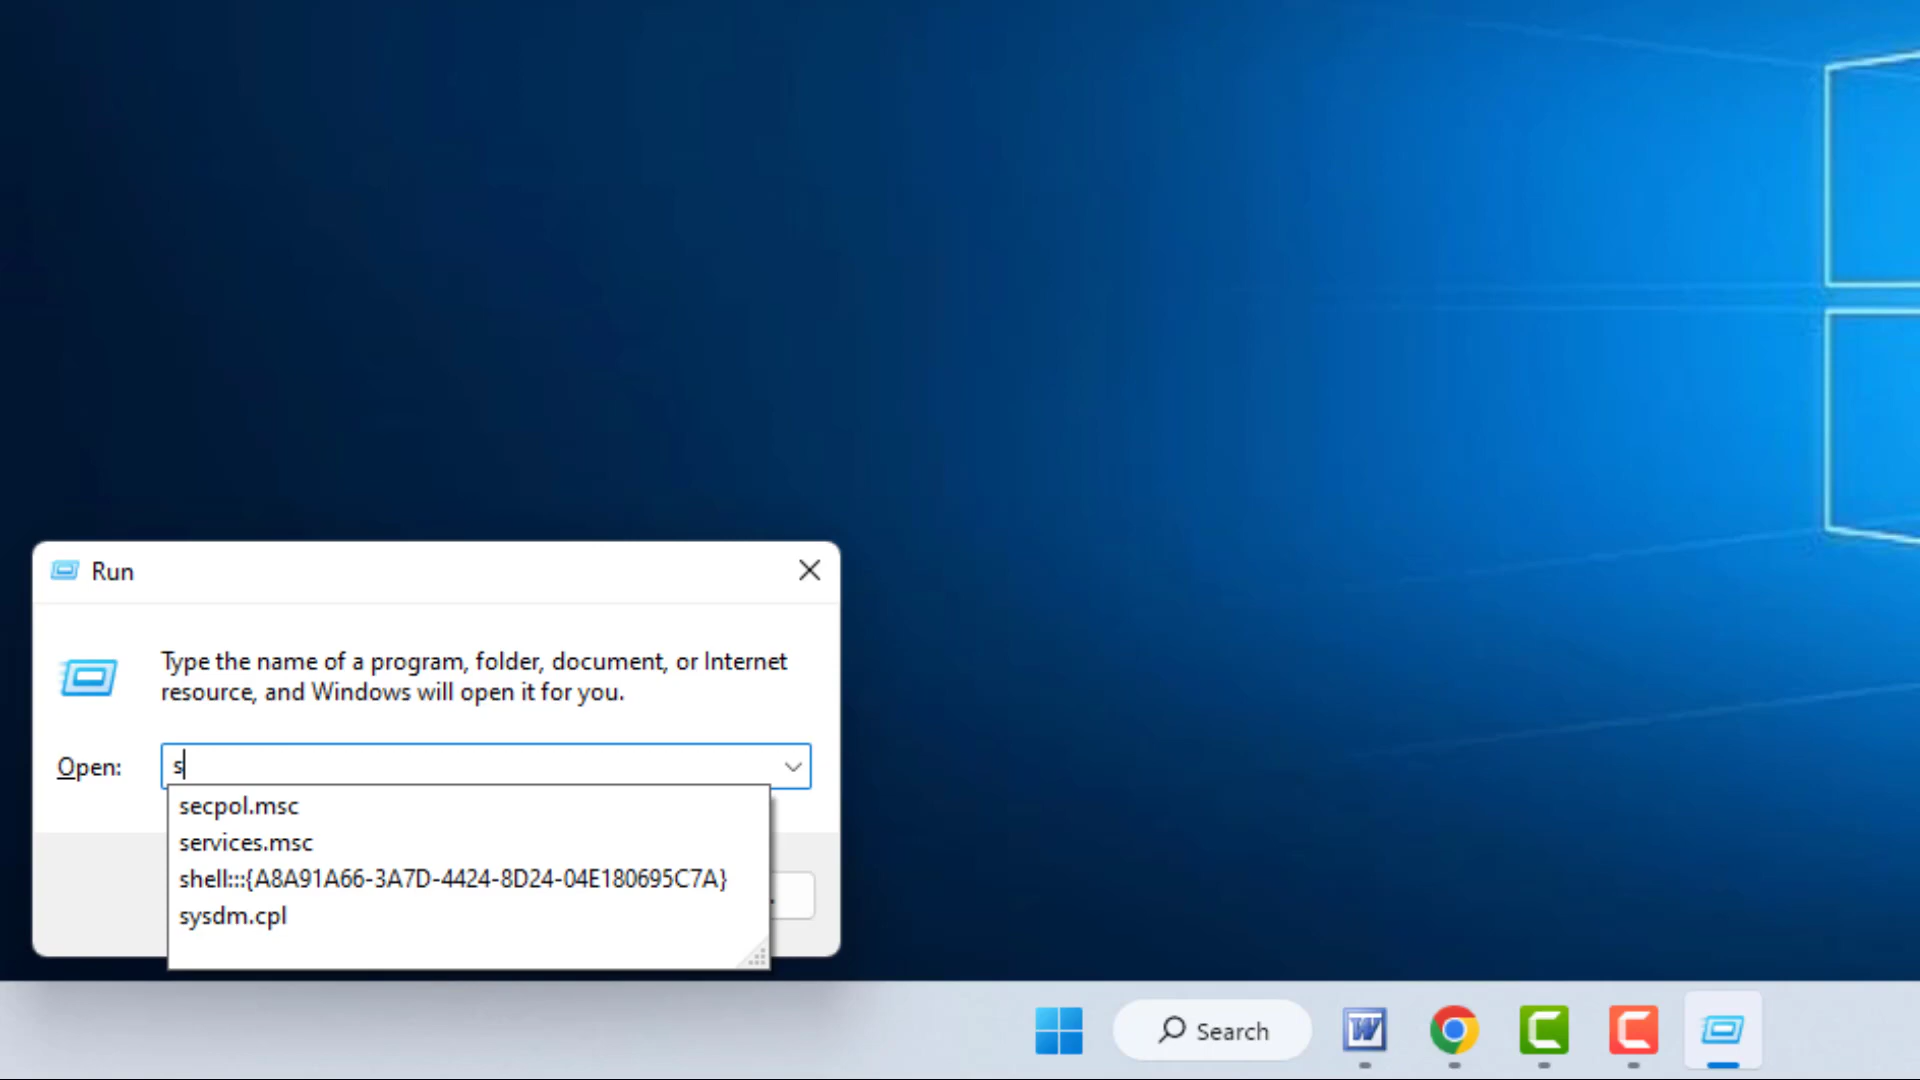 Run
Type the name of a program, folder, document, or Internet
resource, and Windows will open it for you.
Open:
s
secpol.msc
services.msc
shell:::{A8A91A66-3A7D-4424-8D24-04E180695C7A}
sysdm.cpl
Search
W